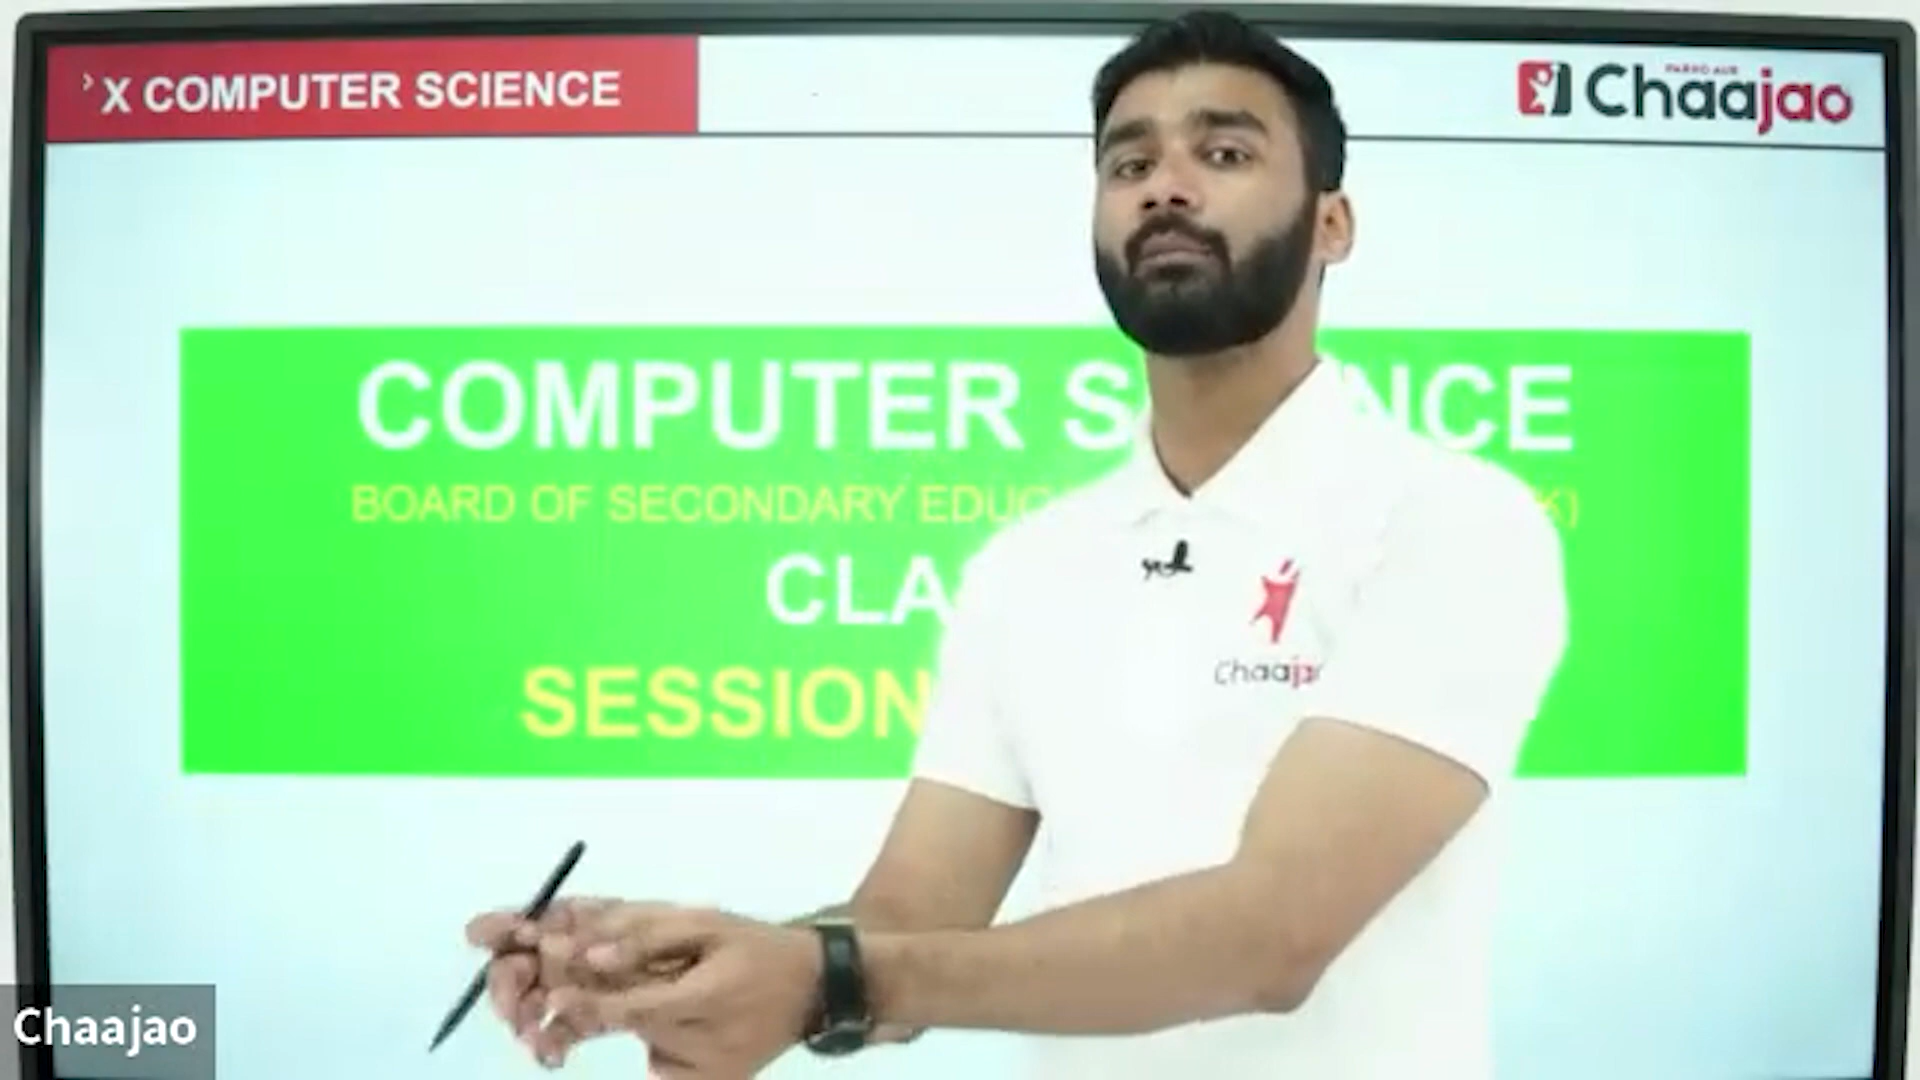 › X COMPUTER SCIENCE
PARHO AUR
Chaajao
COMPUTER S NCE
BOARD OF SECONDARY EDUC K)
CLA
SESSION
Chaajao
Chaajao